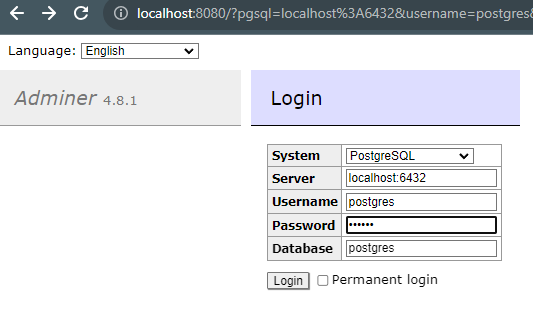 localhost:8080/?pgsql=localhost%3A6432&username=postgres&
Language: English
Adminer 4.8.1
Login
System PostgreSQL
Server localhost:6432
Username postgres
Password ••••••
Database postgres
Login Permanent login